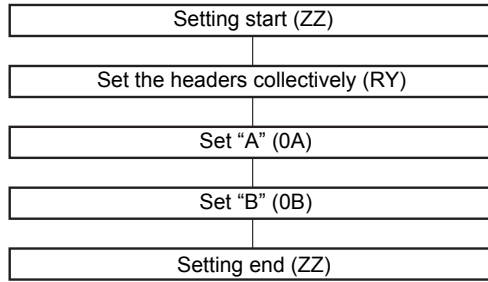 Setting start (ZZ)
Set the headers collectively (RY)
Set “A” (0A)
Set “B” (0B)
Setting end (ZZ)